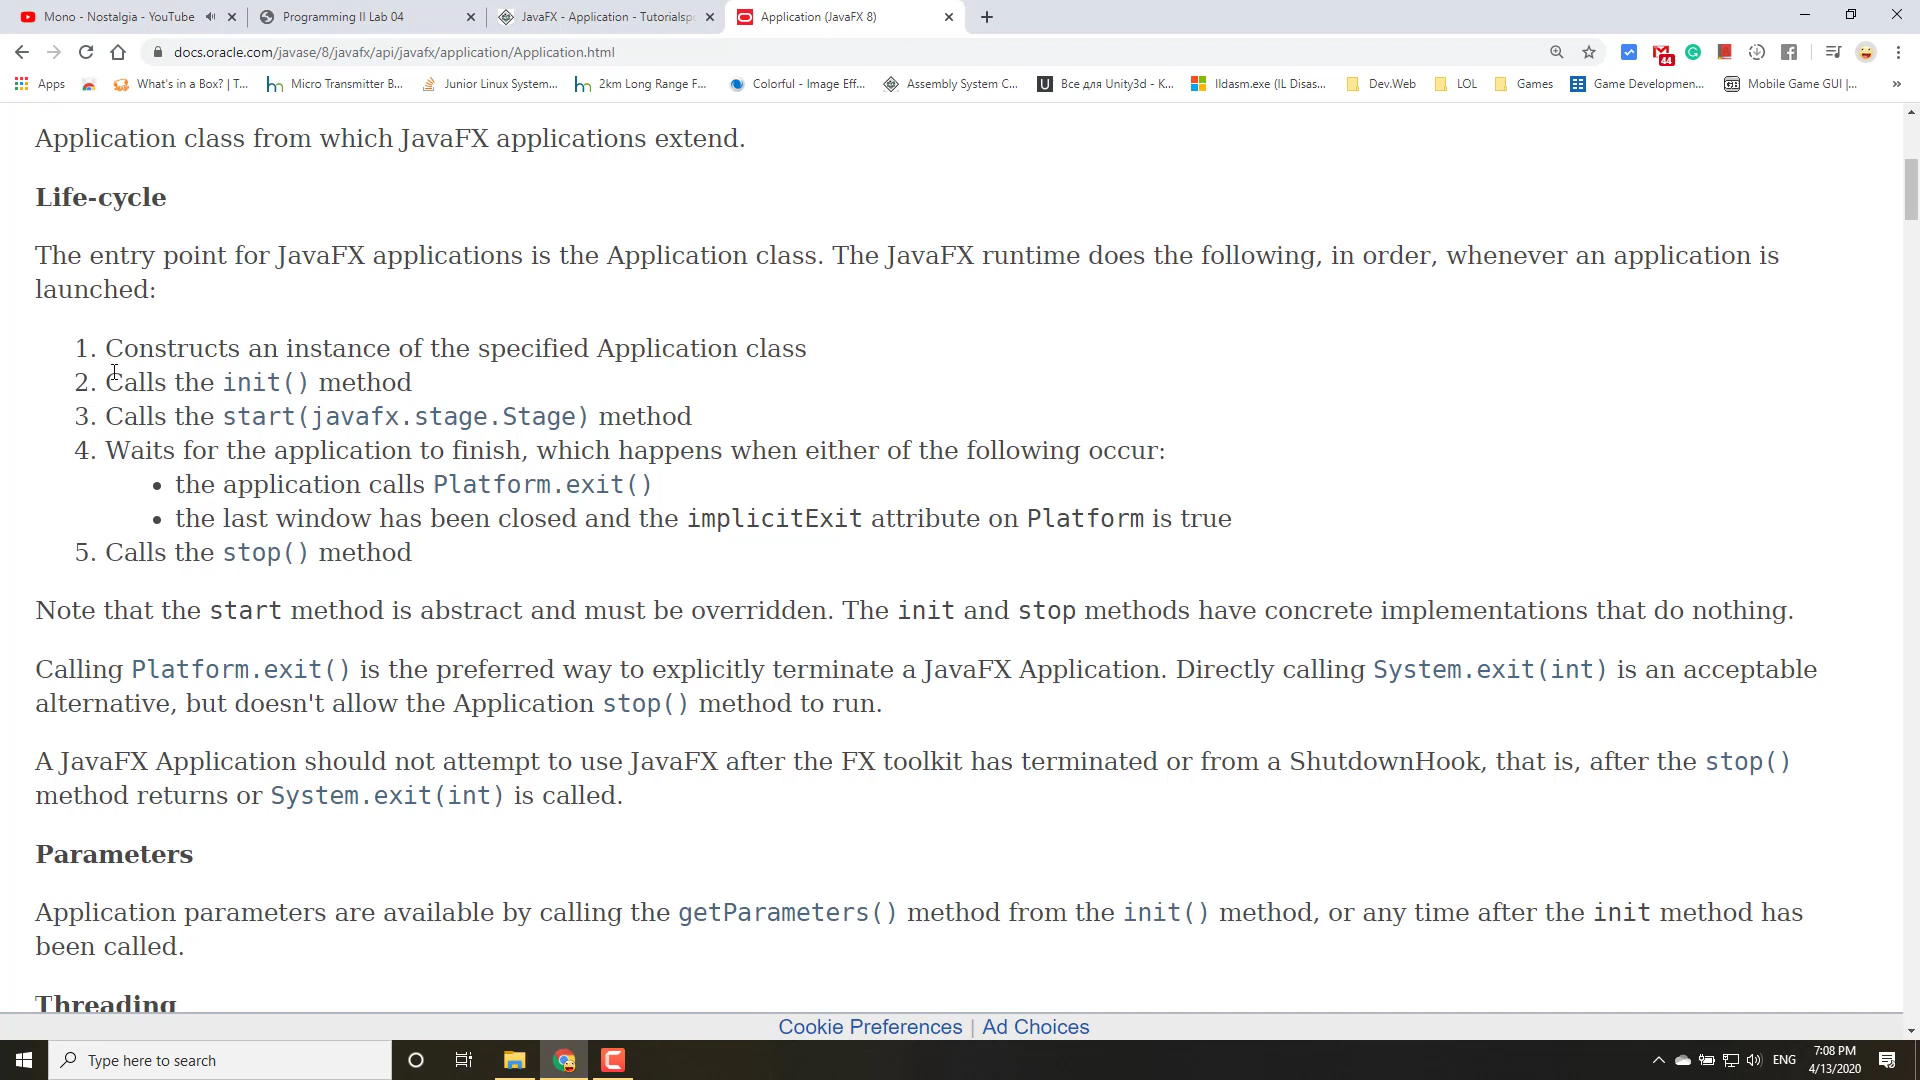 Mono - Nostalgia - YouTube
Programming II Lab 04
JavaFX - Application - Tutorialsp
Application (JavaFX 8)
docs.oracle.com/javase/8/javafx/api/javafx/application/Application.html
44
Apps
What's in a Box? | T...
Micro Transmitter B...
Junior Linux System...
2km Long Range F...
Colorful - Image Eff...
Assembly System C...
Все для Unity3d - K...
Ildasm.exe (IL Disas...
Dev.Web
LOL
Games
Game Developmen...
Mobile Game GUI |...
»
Application class from which JavaFX applications extend.
Life-cycle
The entry point for JavaFX applications is the Application class. The JavaFX runtime does the following, in order, whenever an application is
launched:
1. Constructs an instance of the specified Application class
2. Calls the init() method
3. Calls the start(javafx.stage.Stage) method
4. Waits for the application to finish, which happens when either of the following occur:
• the application calls Platform.exit()
• the last window has been closed and the implicitExit attribute on Platform is true
5. Calls the stop() method
Note that the start method is abstract and must be overridden. The init and stop methods have concrete implementations that do nothing.
Calling Platform.exit() is the preferred way to explicitly terminate a JavaFX Application. Directly calling System.exit(int) is an acceptable
alternative, but doesn't allow the Application stop() method to run.
A JavaFX Application should not attempt to use JavaFX after the FX toolkit has terminated or from a ShutdownHook, that is, after the stop()
method returns or System.exit(int) is called.
Parameters
Application parameters are available by calling the getParameters() method from the init() method, or any time after the init method has
been called.
Threading
Cookie Preferences | Ad Choices
Type here to search
ENG
7:08 PM
4/13/2020